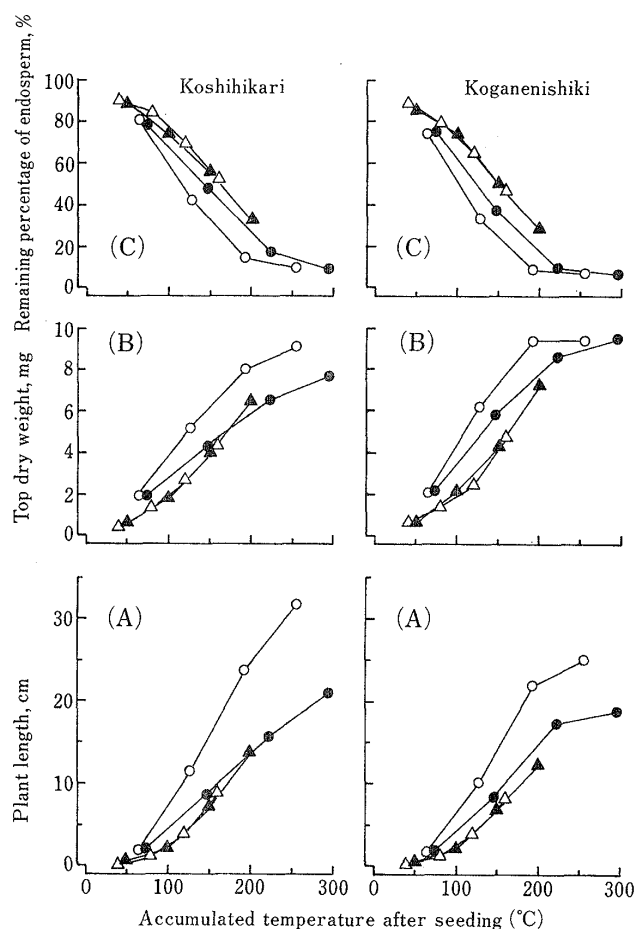 Koshihikari
Koganenishiki
Remaining percentage of endosperm, %
100
80
60
40
20
0
(C)
(C)
Top dry weight, mg
10
8
6
4
2
0
(B)
(B)
Plant length, cm
30
20
10
0
(A)
(A)
0 100 200 300
0 100 200 300
Accumulated temperature after seeding (°C)